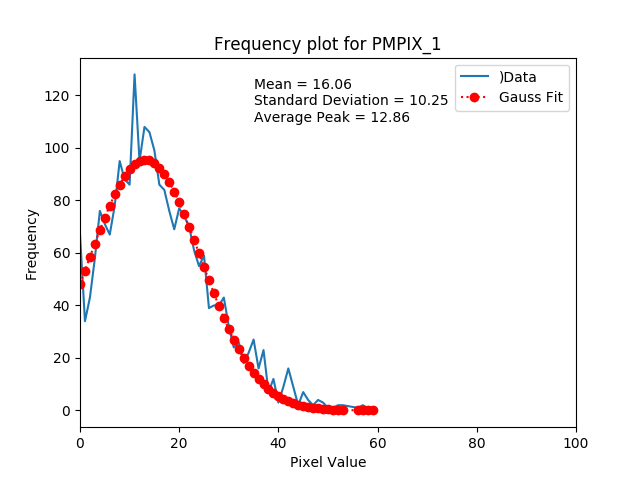 Frequency plot for PMPIX_1
Mean = 16.06
Standard Deviation = 10.25
Average Peak = 12.86
)Data
Gauss Fit
Frequency
120
100
80
60
40
20
0
0 20 40 60 80 100
Pixel Value